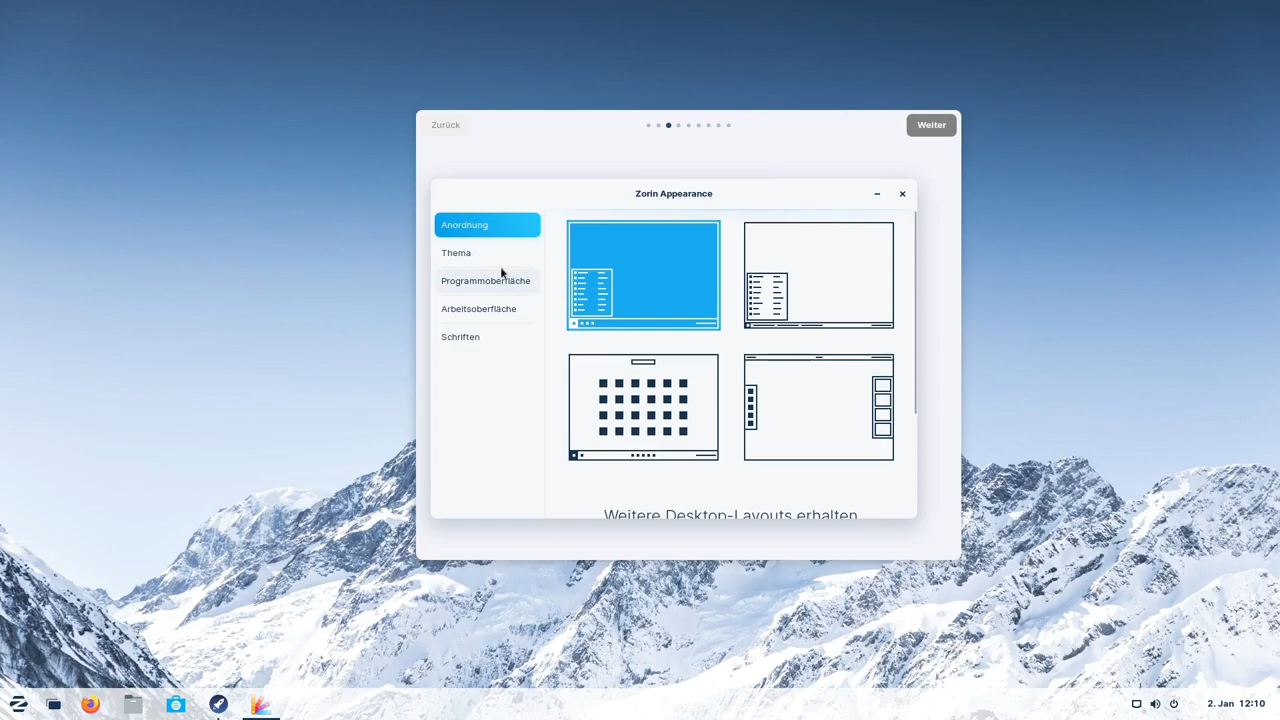 Zurück
Weiter
Zorin Appearance
Anordnung
Thema
Programmoberfläche
Arbeitsoberfläche
Schriften
Weitere Desktop-Layouts erhalten
2. Jan 12:10